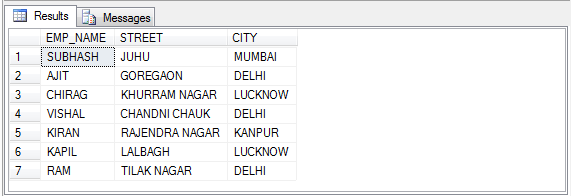 Results Messages
EMP_NAME STREET CITY
1 SUBHASH JUHU MUMBAI
2 AJIT GOREGAON DELHI
3 CHIRAG KHURRAM NAGAR LUCKNOW
4 VISHAL CHANDNI CHAUK DELHI
5 KIRAN RAJENDRA NAGAR KANPUR
6 KAPIL LALBAGH LUCKNOW
7 RAM TILAK NAGAR DELHI